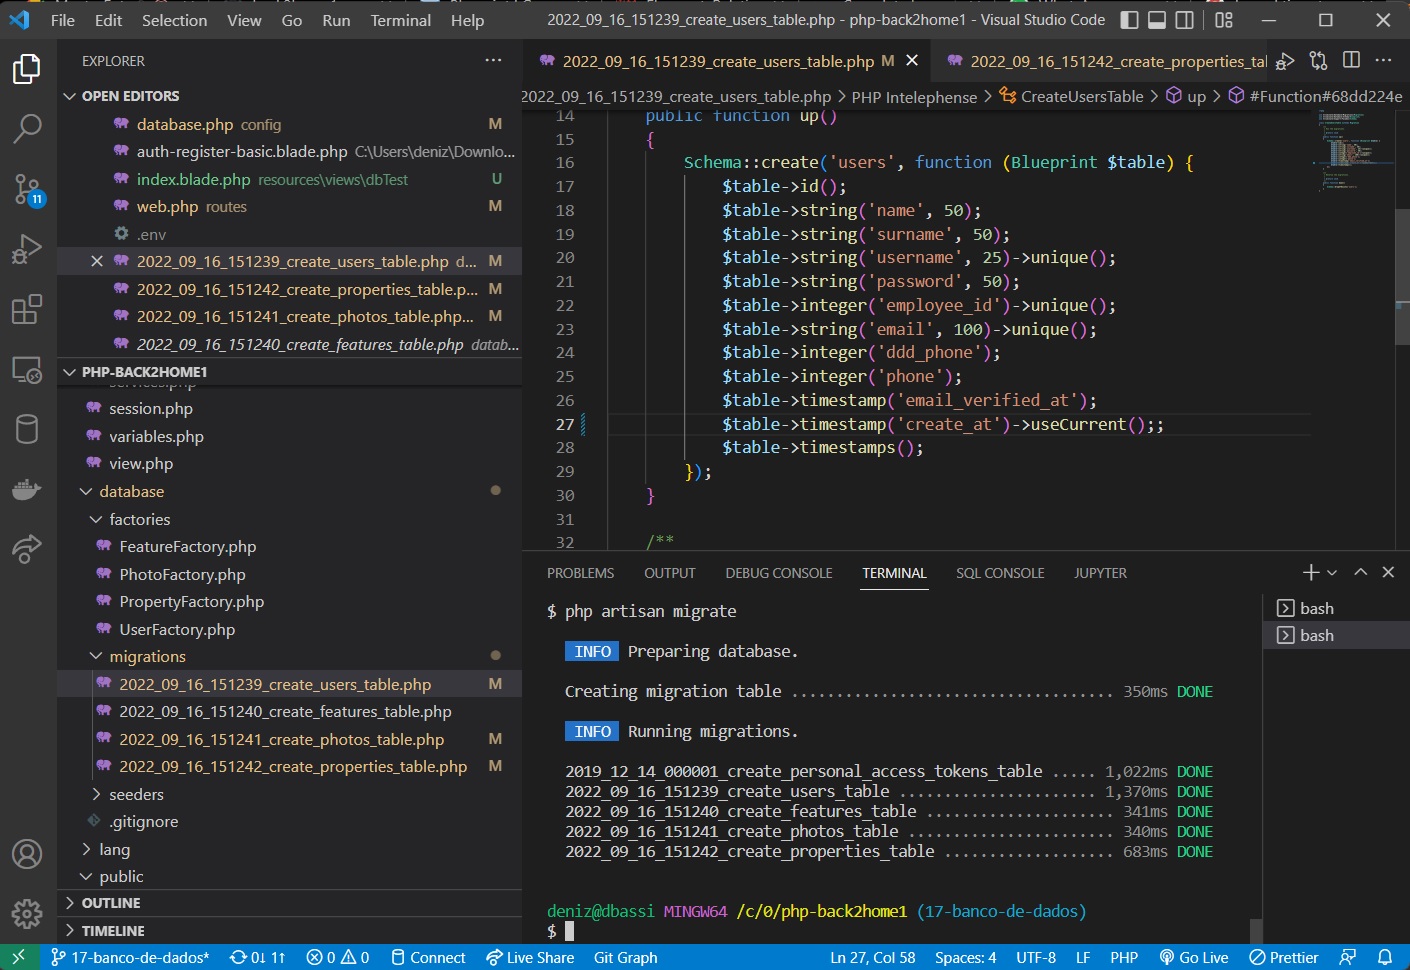 File Edit Selection View Go Run Terminal Help 2022_09_16_151239_create_users_table.php - php-back2home1 - Visual Studio Code
EXPLORER
OPEN EDITORS
database.php config M
auth-register-basic.blade.php C:\Users\deniz\Downlo...
index.blade.php resources\views\dbTest U
web.php routes M
.env
2022_09_16_151239_create_users_table.php d... M
2022_09_16_151242_create_properties_table.p... M
2022_09_16_151241_create_photos_table.php... M
2022_09_16_151240_create_features_table.php datab...
PHP-BACK2HOME1
services.php
session.php
variables.php
view.php
database
factories
FeatureFactory.php
PhotoFactory.php
PropertyFactory.php
UserFactory.php
migrations
2022_09_16_151239_create_users_table.php M
2022_09_16_151240_create_features_table.php
2022_09_16_151241_create_photos_table.php M
2022_09_16_151242_create_properties_table.php M
seeders
.gitignore
lang
public
OUTLINE
TIMELINE
11
2022_09_16_151239_create_users_table.php M 2022_09_16_151242_create_properties_tal
2022_09_16_151239_create_users_table.php > PHP Intelephense > CreateUsersTable > up > #Function#68dd224e
14 public function up()
15 {
16 Schema::create('users', function (Blueprint $table) {
17 $table->id();
18 $table->string('name', 50);
19 $table->string('surname', 50);
20 $table->string('username', 25)->unique();
21 $table->string('password', 50);
22 $table->integer('employee_id')->unique();
23 $table->string('email', 100)->unique();
24 $table->integer('ddd_phone');
25 $table->integer('phone');
26 $table->timestamp('email_verified_at');
27 $table->timestamp('create_at')->useCurrent();;
28 $table->timestamps();
29 });
30 }
31
32 /**
PROBLEMS OUTPUT DEBUG CONSOLE TERMINAL SQL CONSOLE JUPYTER
$ php artisan migrate
INFO Preparing database.
Creating migration table .................................... 350ms DONE
INFO Running migrations.
2019_12_14_000001_create_personal_access_tokens_table ..... 1,022ms DONE
2022_09_16_151239_create_users_table ...................... 1,370ms DONE
2022_09_16_151240_create_features_table ..................... 341ms DONE
2022_09_16_151241_create_photos_table ....................... 340ms DONE
2022_09_16_151242_create_properties_table ................... 683ms DONE
deniz@dbassi MINGW64 /c/0/php-back2home1 (17-banco-de-dados)
$
bash
bash
17-banco-de-dados* 0↓ 1↑ 0 0 Connect Live Share Git Graph Ln 27, Col 58 Spaces: 4 UTF-8 LF PHP Go Live Prettier